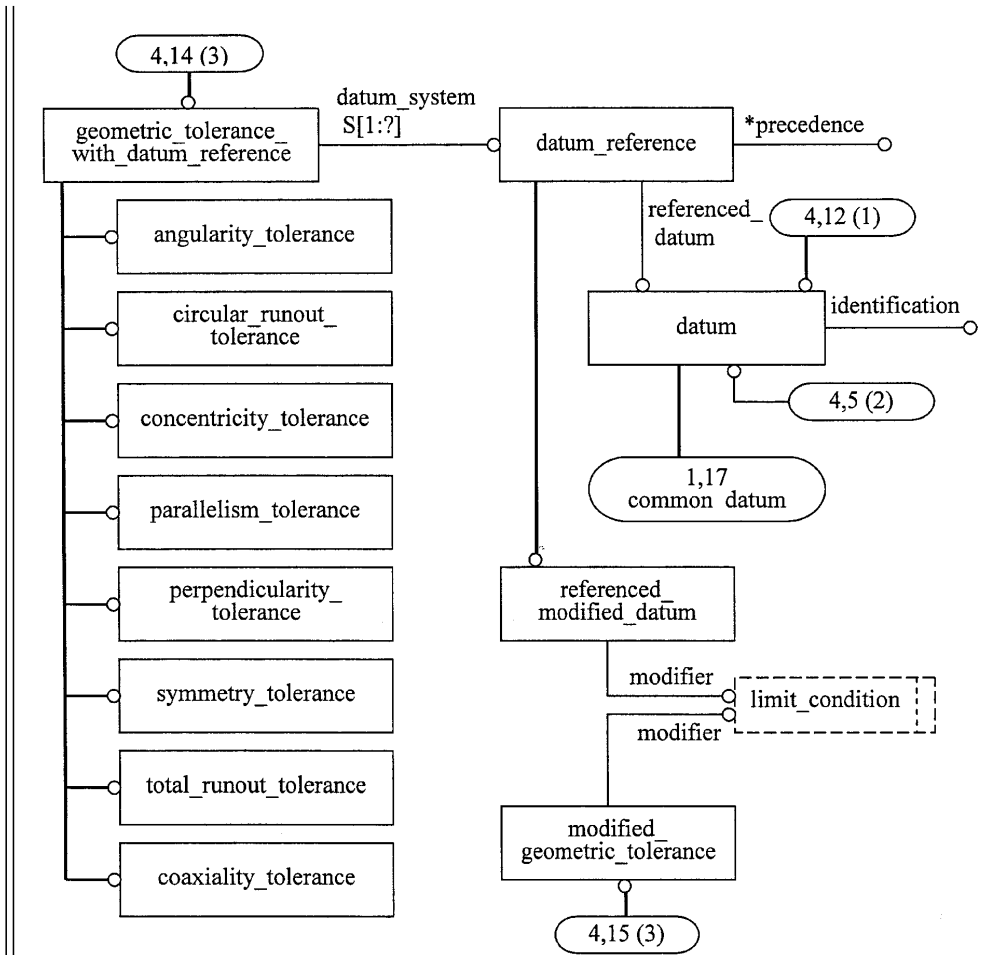 4,14 (3)
geometric_tolerance_
with_datum_reference
datum_system
S[1:?]
datum_reference
*precedence
angularity_tolerance
referenced_
datum
4,12 (1)
circular_runout_
tolerance
datum
identification
concentricity_tolerance
4,5 (2)
1,17
common datum
parallelism_tolerance
perpendicularity_
tolerance
referenced_
modified_datum
symmetry_tolerance
modifier
limit_condition
modifier
total_runout_tolerance
modified_
geometric_tolerance
coaxiality_tolerance
4,15 (3)